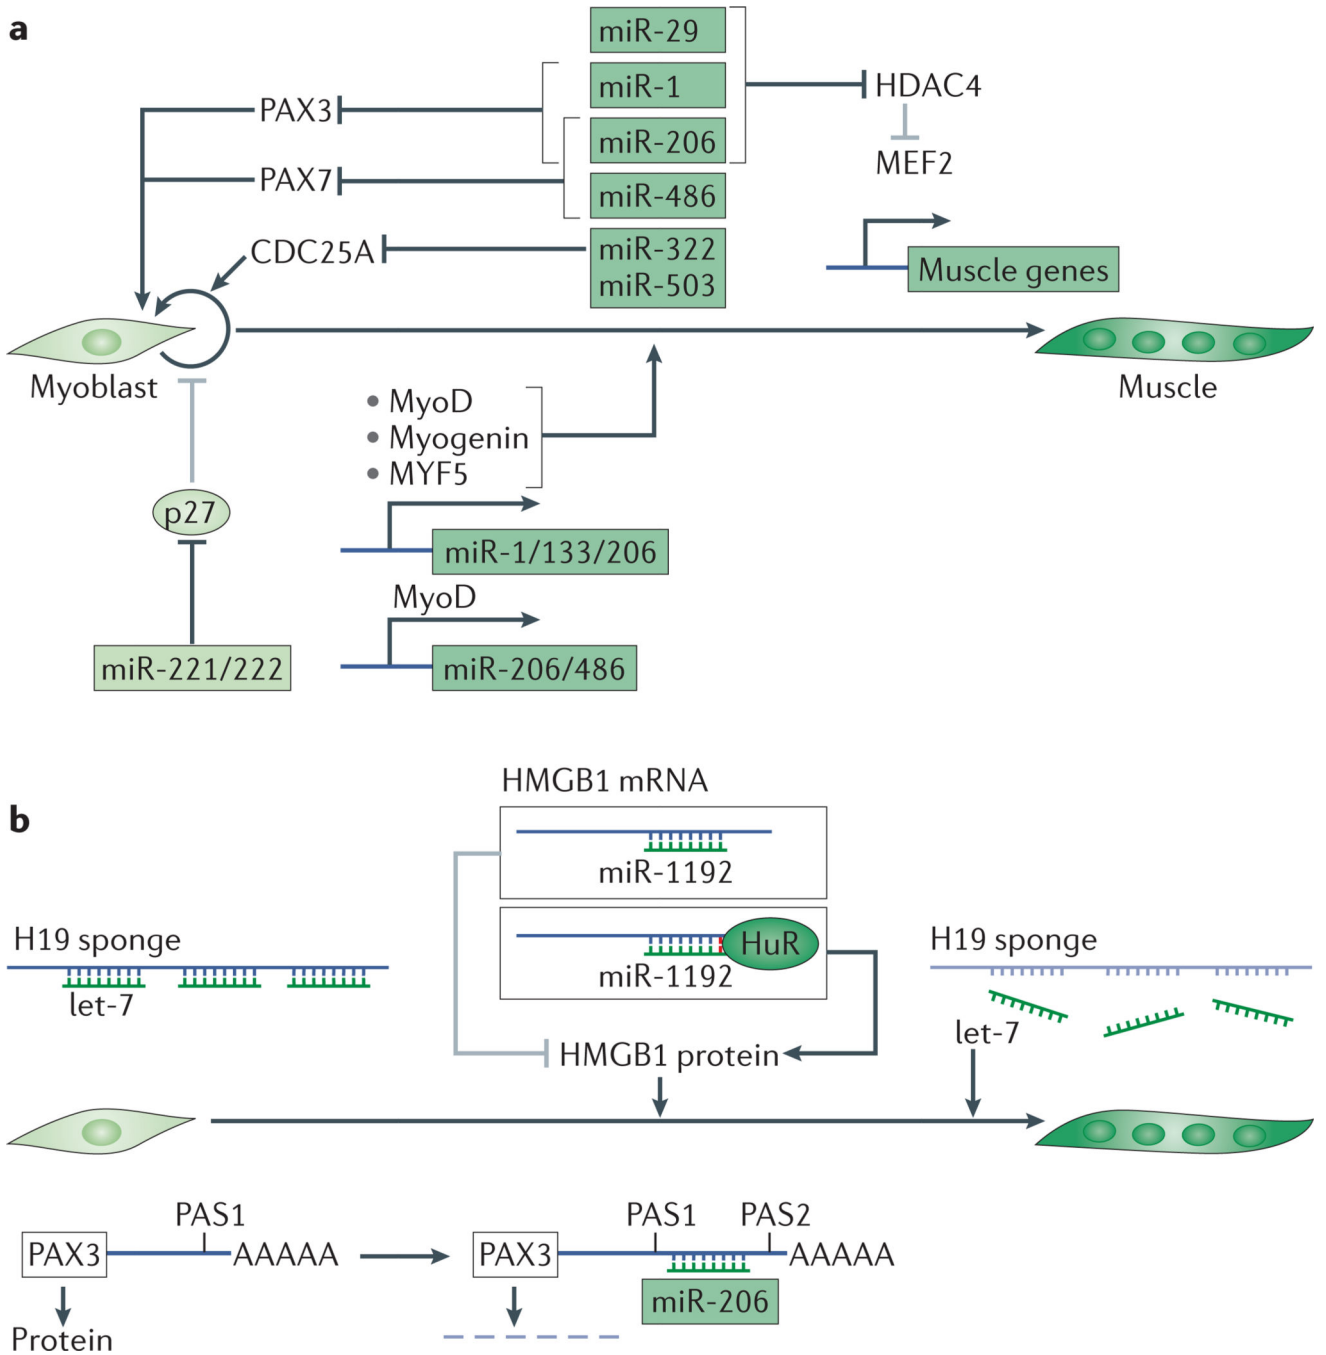 a
miR-29
miR-1
HDAC4
PAX3
miR-206
MEF2
PAX7
miR-486
CDC25A
miR-322
miR-503
Muscle genes
Myoblast
Muscle
MyoD
Myogenin
MYF5
p27
miR-1/133/206
MyoD
miR-221/222
miR-206/486
b
HMGB1 mRNA
miR-1192
H19 sponge
HuR
H19 sponge
miR-1192
let-7
let-7
HMGB1 protein
PAS1
PAS1
PAS2
PAX3
AAAAA
PAX3
AAAAA
miR-206
Protein